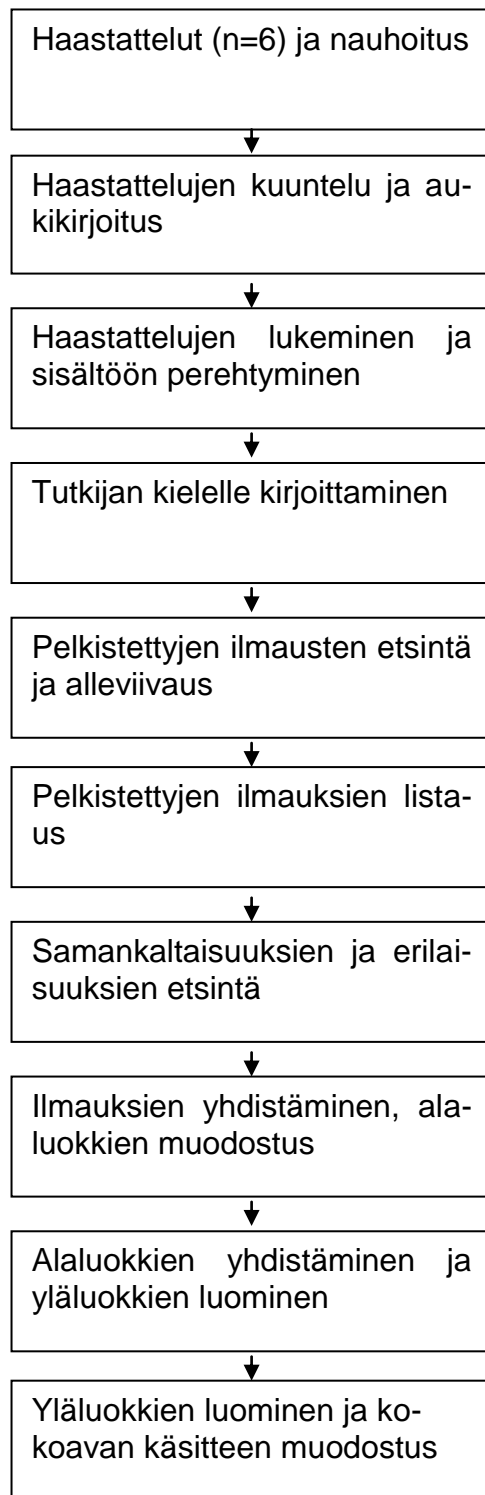 Haastattelut (n=6) ja nauhoitus
Haastattelujen kuuntelu ja au-
kikirjoitus
Haastattelujen lukeminen ja
sisältöön perehtyminen
Tutkijan kielelle kirjoittaminen
Pelkistettyjen ilmausten etsintä
ja alleviivaus
Pelkistettyjen ilmauksien lista-
us
Samankaltaisuuksien ja erilai-
suuksien etsintä
Ilmauksien yhdistäminen, ala-
luokkien muodostus
Alaluokkien yhdistäminen ja
yläluokkien luominen
Yläluokkien luominen ja ko-
koavan käsitteen muodostus